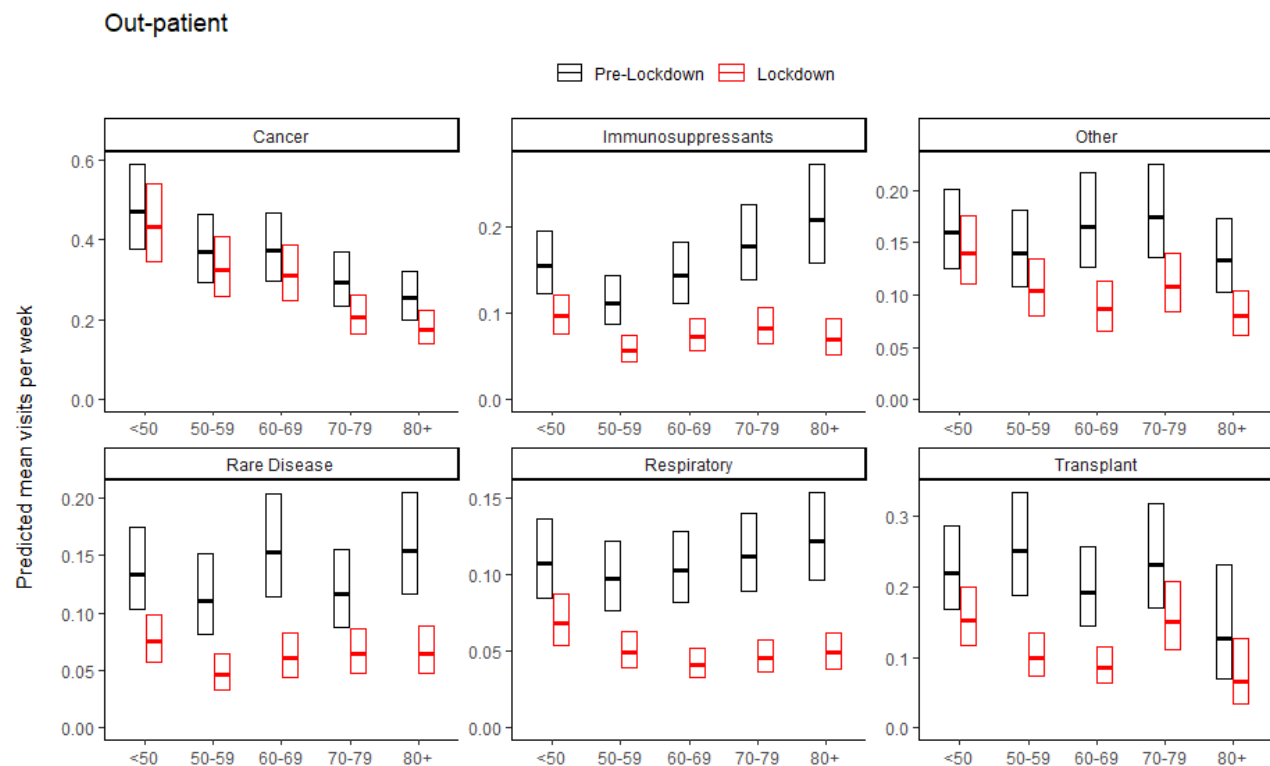 Out-patient
Pre-Lockdown Lockdown
Predicted mean visits per week
Cancer Immunosuppressants Other
0.6
0.4
0.2
0.0
<50 50-59 60-69 70-79 80+
0.2
0.1
0.0
<50 50-59 60-69 70-79 80+
0.20
0.15
0.10
0.05
0.00
<50 50-59 60-69 70-79 80+
Rare Disease Respiratory Transplant
0.20
0.15
0.10
0.05
0.00
<50 50-59 60-69 70-79 80+
0.15
0.10
0.05
0.00
<50 50-59 60-69 70-79 80+
0.3
0.2
0.1
0.0
<50 50-59 60-69 70-79 80+